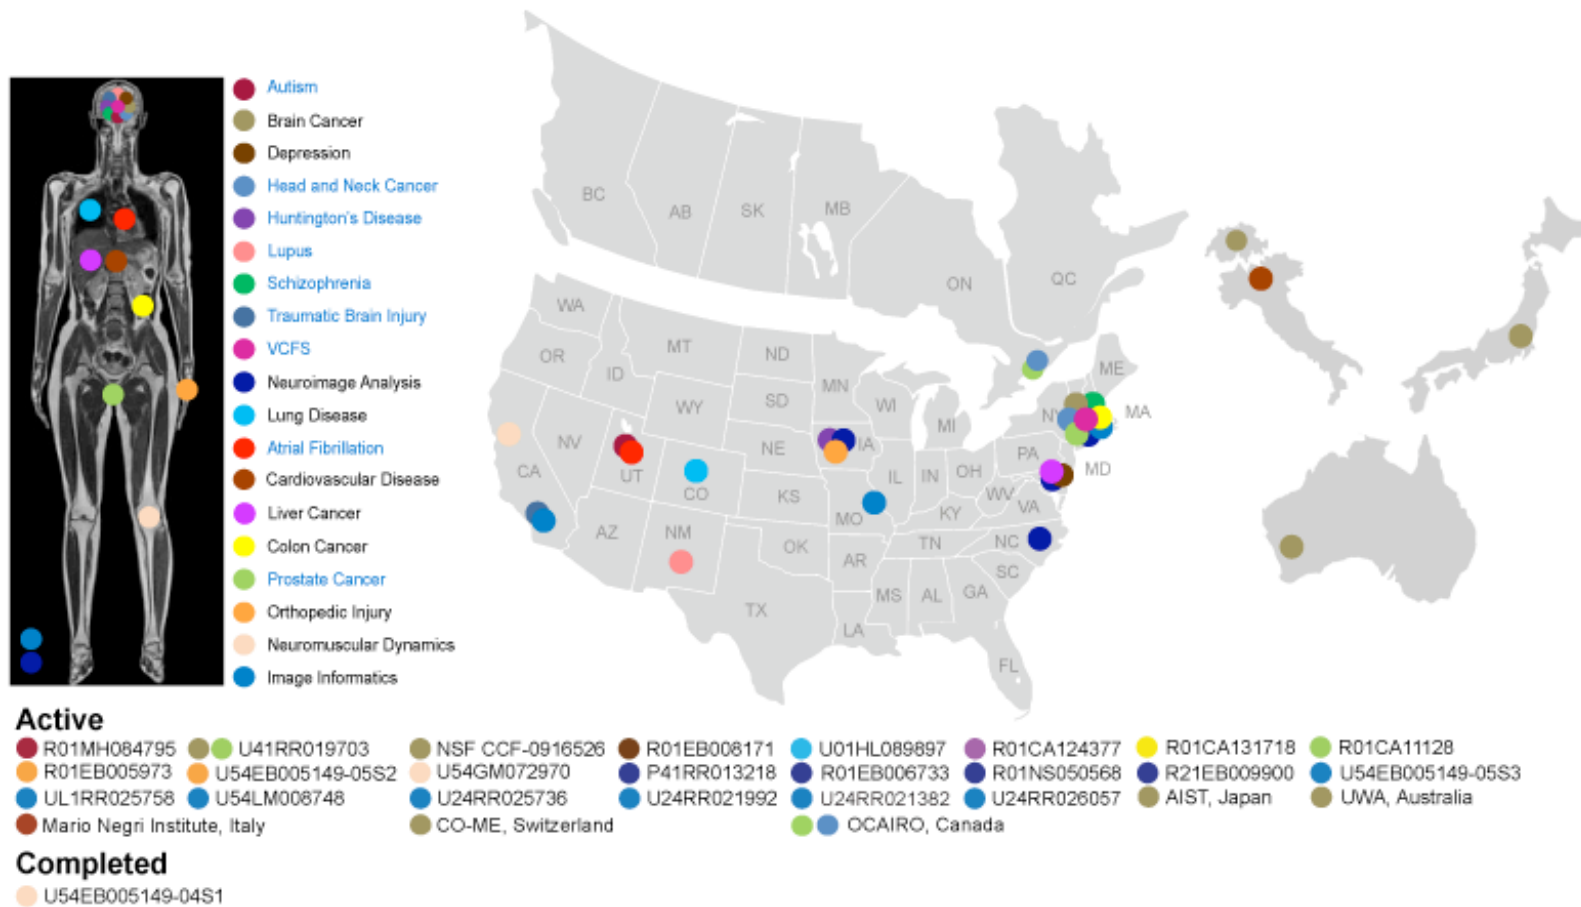 Autism
Brain Cancer
Depression
Head and Neck Cancer
Huntington's Disease
Lupus
Schizophrenia
Traumatic Brain Injury
VCFS
Neuroimage Analysis
Lung Disease
Atrial Fibrillation
Cardiovascular Disease
Liver Cancer
Colon Cancer
Prostate Cancer
Orthopedic Injury
Neuromuscular Dynamics
Image Informatics
BC
AB
SK
MB
ON
QC
WA
OR
ID
MT
ND
MN
WI
MI
NY
ME
MA
WY
SD
NE
IA
IL
IN
OH
PA
MD
NV
CA
UT
CO
KS
MO
KY
WV
VA
AZ
NM
OK
AR
TN
NC
SC
TX
LA
MS
AL
GA
FL
Active
R01MH084795 U41RR019703 NSF CCF-0916526 R01EB008171 U01HL089897 R01CA124377 R01CA131718 R01CA11128
R01EB005973 U54EB005149-05S2 U54GM072970 P41RR013218 R01EB006733 R01NS050568 R21EB009900 U54EB005149-05S3
UL1RR025758 U54LM008748 U24RR025736 U24RR021992 U24RR021382 U24RR026057 AIST, Japan UWA, Australia
Mario Negri Institute, Italy CO-ME, Switzerland OCAIRO, Canada
Completed
U54EB005149-04S1